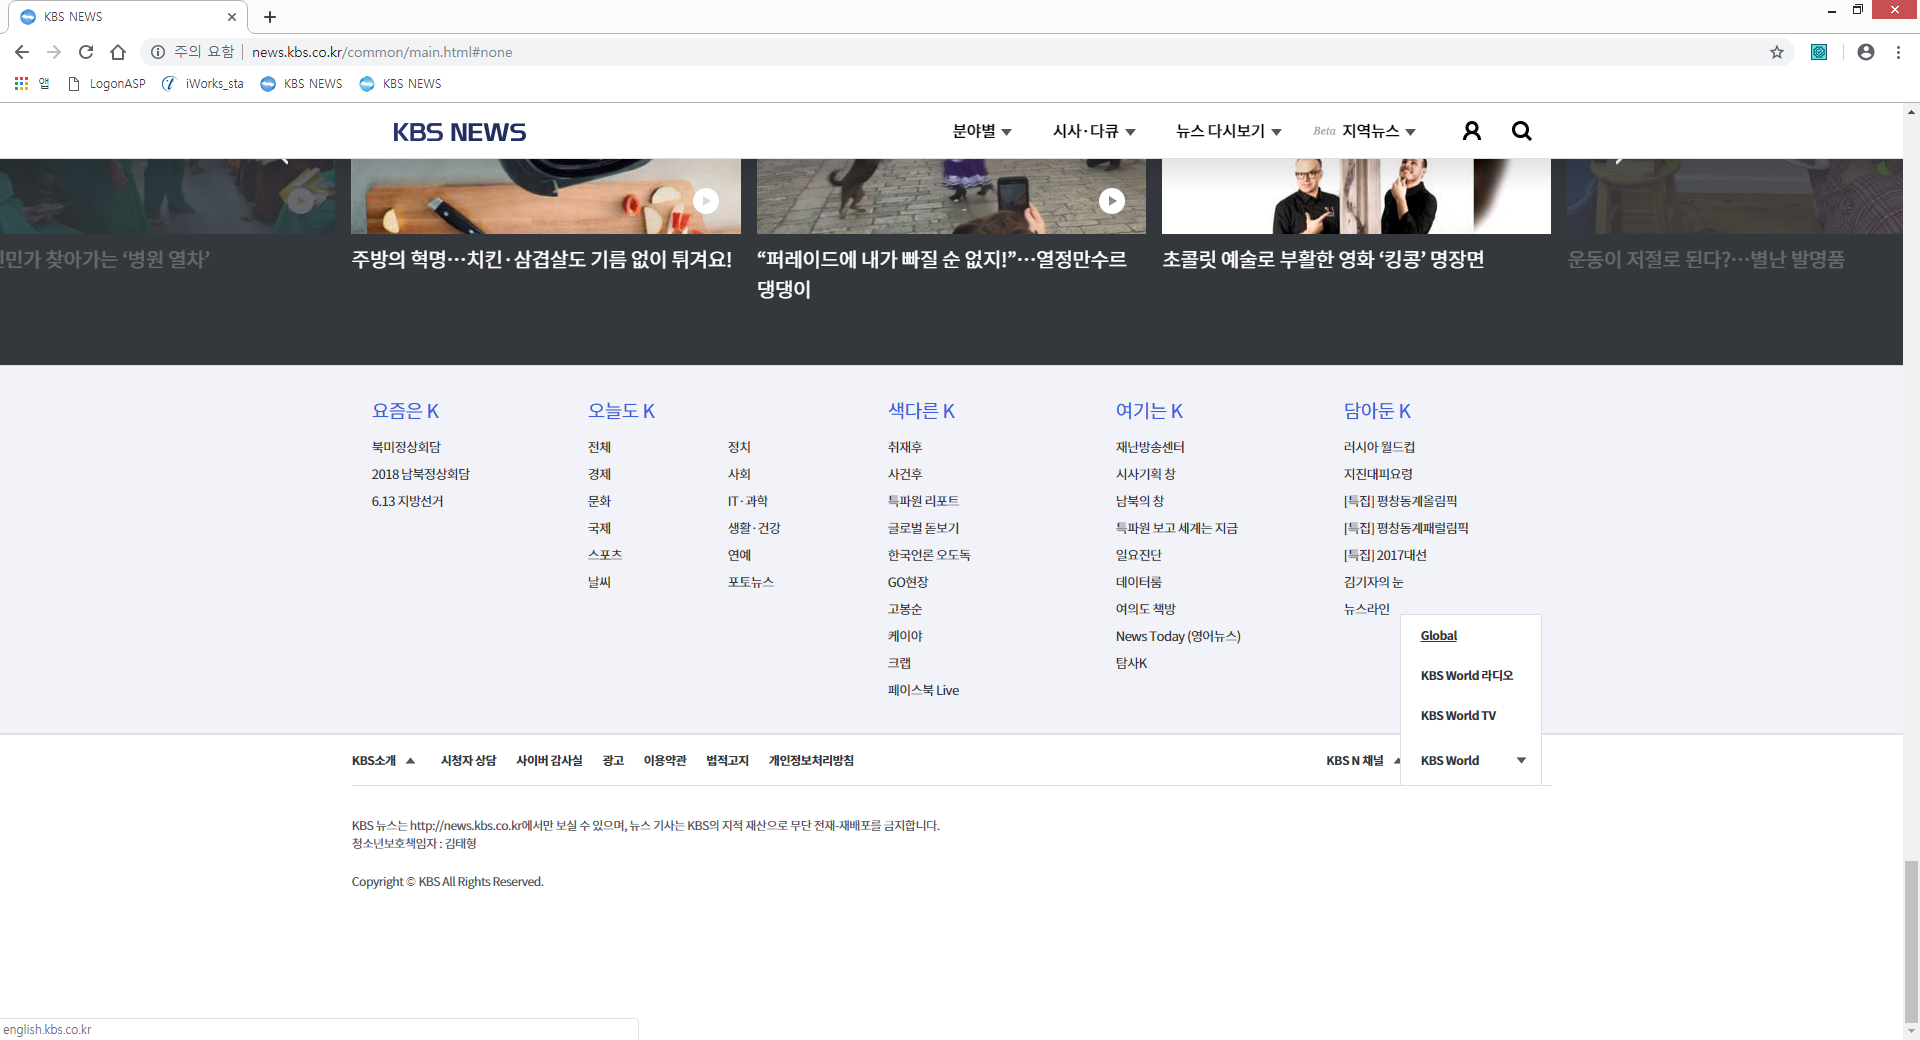 KBS NEWS
주의 요함
news.kbs.co.kr/common/main.html#none
앱
LogonASP
iWorks_sta
KBS NEWS
KBS NEWS
KBS NEWS
분야별
시사·다큐
뉴스 다시보기
Beta 지역뉴스
민가 찾아가는 ‘병원 열차’
주방의 혁명…치킨·삼겹살도 기름 없이 튀겨요!
“퍼레이드에 내가 빠질 순 없지!”…열정만수르
댕댕이
초콜릿 예술로 부활한 영화 ‘킹콩’ 명장면
운동이 저절로 된다?…별난 발명품
요즘은 K
북미정상회담
2018 남북정상회담
6.13 지방선거
오늘도 K
전체
정치
경제
사회
문화
IT·과학
국제
생활·건강
스포츠
연예
날씨
포토뉴스
색다른 K
취재후
사건후
특파원 리포트
글로벌 돋보기
한국언론 오도독
GO현장
고봉순
케이야
크랩
페이스북 Live
여기는 K
재난방송센터
시사기획 창
남북의 창
특파원 보고 세계는 지금
일요진단
데이터룸
여의도 책방
News Today (영어뉴스)
탐사K
담아둔 K
러시아 월드컵
지진대피요령
[특집] 평창동계올림픽
[특집] 평창동계패럴림픽
[특집] 2017대선
김기자의 눈
뉴스라인
Global
KBS World 라디오
KBS World TV
KBS소개
시청자 상담
사이버 감사실
광고
이용약관
법적고지
개인정보처리방침
KBS N 채널
KBS World
KBS 뉴스는 http://news.kbs.co.kr에서만 보실 수 있으며, 뉴스 기사는 KBS의 지적 재산으로 무단 전재-재배포를 금지합니다.
청소년보호책임자 : 김태형
Copyright © KBS All Rights Reserved.
english.kbs.co.kr